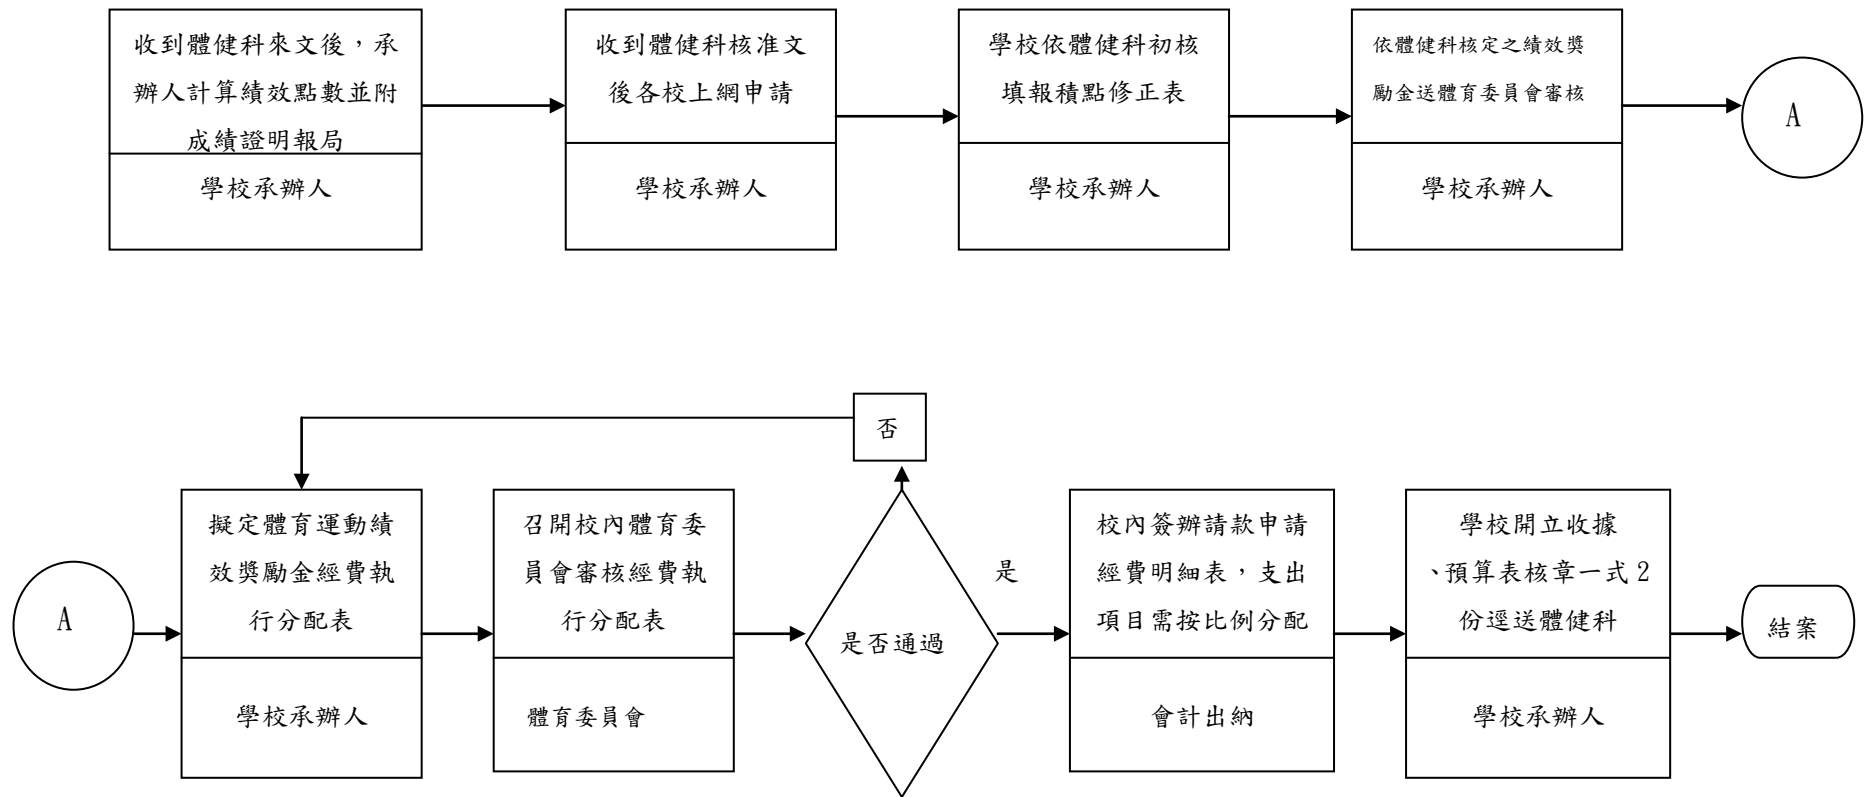 收到體健科來文後，承
辦人計算績效點數並附
成績證明報局
學校承辦人
收到體健科核准文
後各校上網申請
學校承辦人
學校依體健科初核
填報積點修正表
學校承辦人
依體健科核定之績效獎
勵金送體育委員會審核
學校承辦人
A
否
A
擬定體育運動績
效獎勵金經費執
行分配表
學校承辦人
召開校內體育委
員會審核經費執
行分配表
體育委員會
是否通過
是
校內簽辦請款申請
經費明細表，支出
項目需按比例分配
會計出納
學校開立收據
、預算表核章一式2
份逕送體健科
學校承辦人
結案